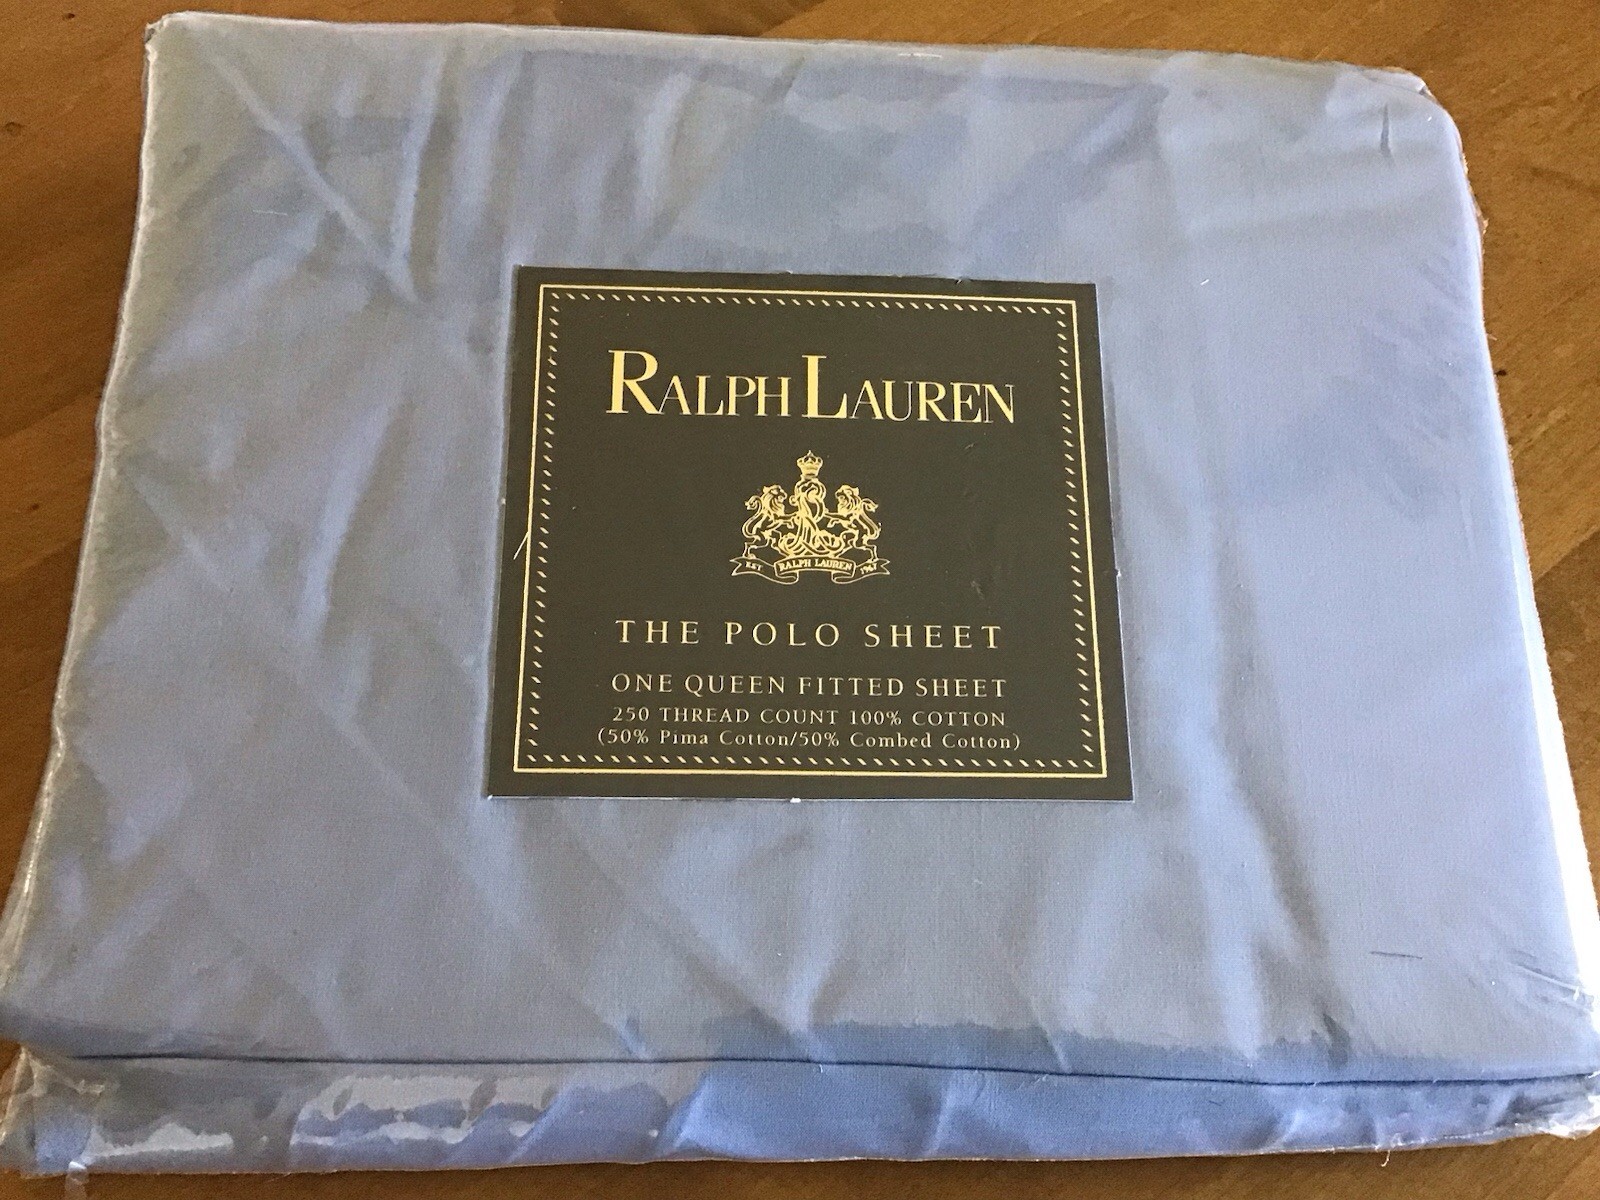 RALPH LAUREN
EST RALPH LAUREN 1967
THE POLO SHEET
ONE QUEEN FITTED SHEET
250 THREAD COUNT 100% COTTON
(50% Pima Cotton/50% Combed Cotton)